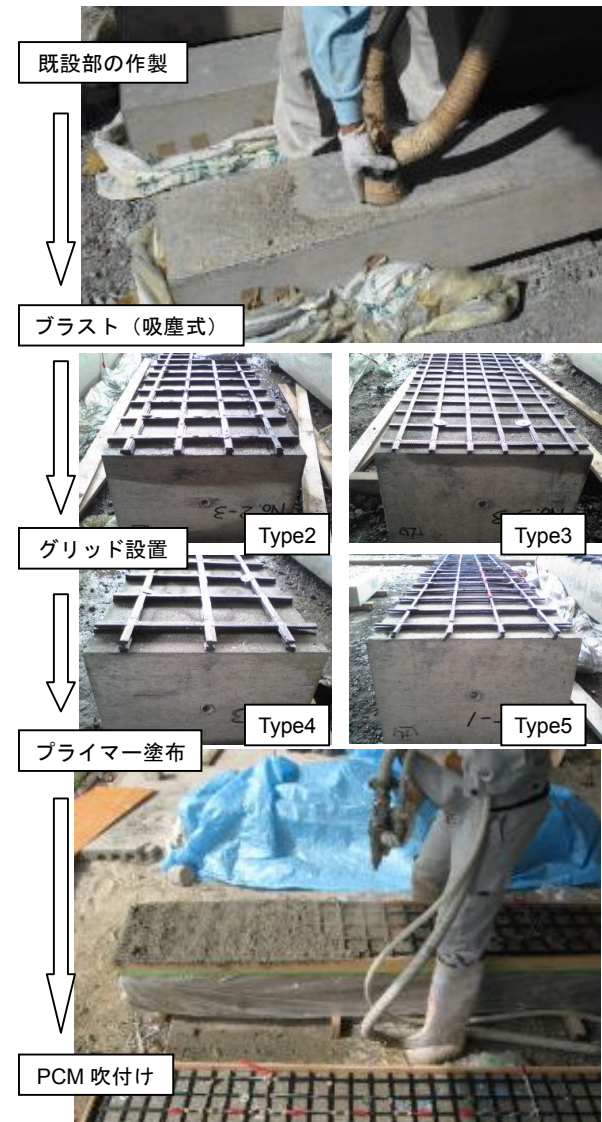 既設部の作製
ブラスト（吸塵式）
Type2
Type3
グリッド設置
Type4
Type5
プライマー塗布
PCM 吹付け